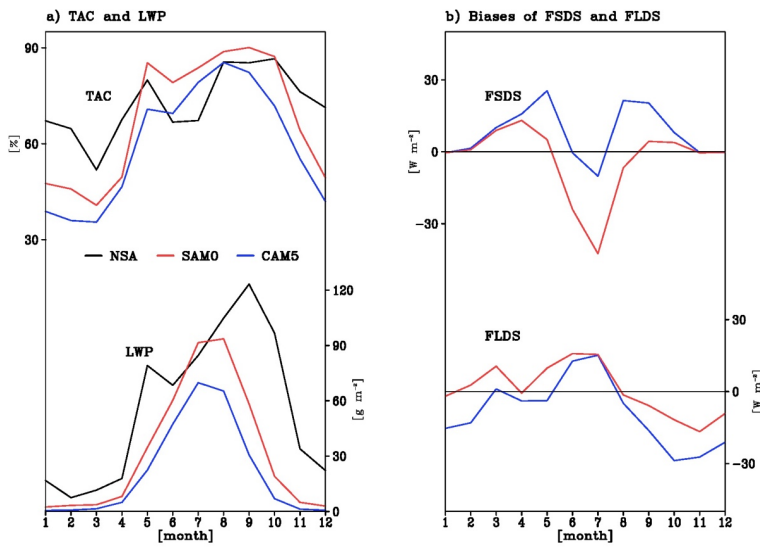 a) TAC and LWP
b) Biases of FSDS and FLDS
90
60
30
[%]
TAC
NSA SAM0 CAM5
LWP
120
90
60
30
0
[g m⁻²]
1 2 3 4 5 6 7 8 9 10 11 12
[month]
30
0
−30
[W m⁻²]
FSDS
FLDS
30
0
−30
[W m⁻²]
1 2 3 4 5 6 7 8 9 10 11 12
[month]